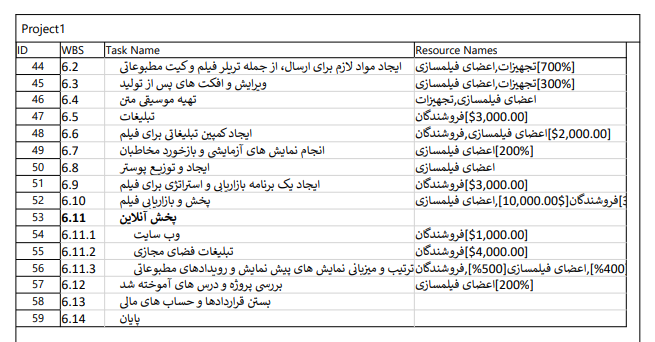 Project1
ID WBS Task Name Resource Names
44 6.2 ایجاد مواد لازم برای ارسال، از جمله تریلر فیلم و کیت مطبوعاتی تجهیزات,اعضای فیلمسازی[700%]
45 6.3 ویرایش و افکت های پس از تولید تجهیزات,اعضای فیلمسازی[300%]
46 6.4 تهیه موسیقی متن اعضای فیلمسازی,تجهیزات
47 6.5 تبلیغات فروشندگان[$3,000.00]
48 6.6 ایجاد کمپین تبلیغاتی برای فیلم اعضای فیلمسازی,فروشندگان[$2,000.00]
49 6.7 انجام نمایش های آزمایشی و بازخورد مخاطبان اعضای فیلمسازی[200%]
50 6.8 ایجاد و توزیع پوستر اعضای فیلمسازی
51 6.9 ایجاد یک برنامه بازاریابی و استراتژی برای فیلم فروشندگان[$3,000.00]
52 6.10 پخش و بازاریابی فیلم اعضای فیلمسازی,[10,000.00$]فروشندگان[3
53 6.11 پخش آنلاین
54 6.11.1 وب سایت فروشندگان[$1,000.00]
55 6.11.2 تبلیغات فضای مجازی فروشندگان[$4,000.00]
56 6.11.3 ترتیب و میزبانی نمایش های پیش نمایش و رویدادهای مطبوعاتی فروشندگان,[%500]اعضای فیلمسازی,[%400]
57 6.12 بررسی پروژه و درس های آموخته شد اعضای فیلمسازی[200%]
58 6.13 بستن قراردادها و حساب های مالی
59 6.14 پایان